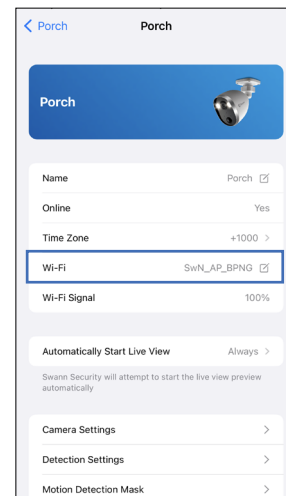 Porch Porch
Porch
Name Porch
Online Yes
Time Zone +1000
Wi-Fi SwN_AP_BPNG
Wi-Fi Signal 100%
Automatically Start Live View Always
Swann Security will attempt to start the live view preview
automatically
Camera Settings
Detection Settings
Motion Detection Mask